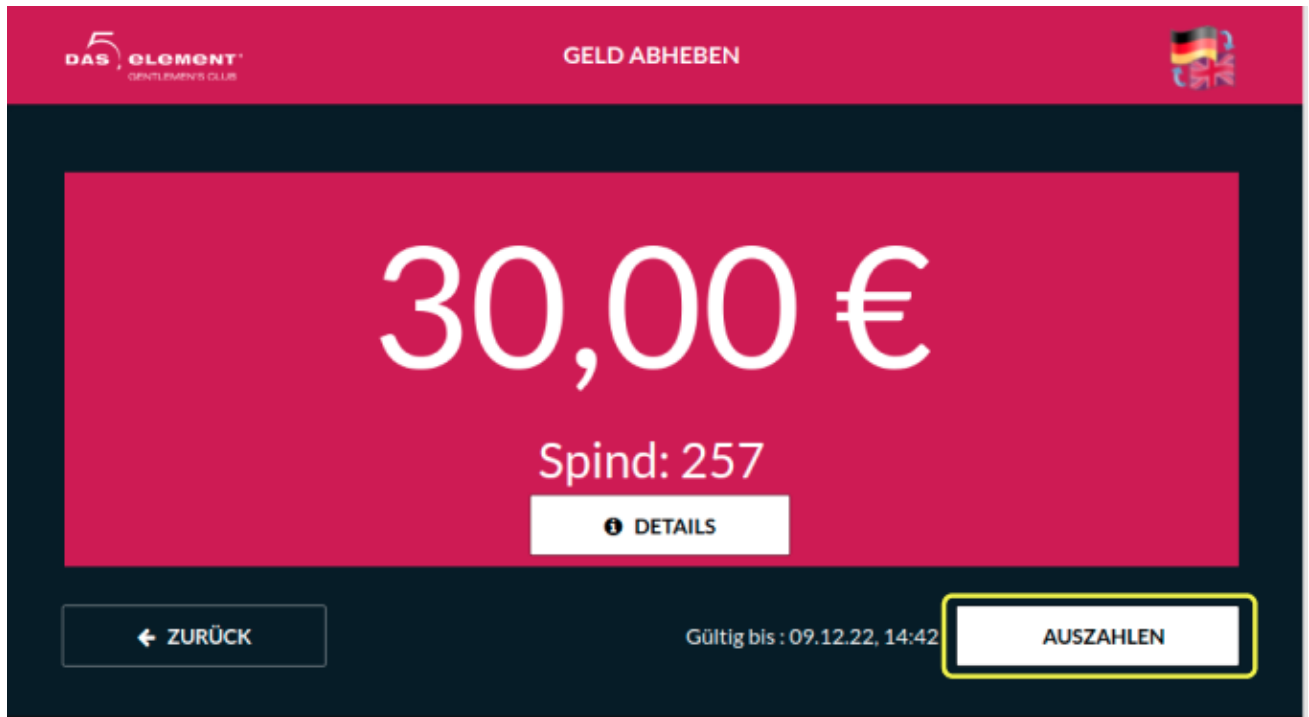 DAS 5 element
GENTLEMEN'S CLUB
GELD ABHEBEN
30,00 €
Spind: 257
DETAILS
ZURÜCK
Gültig bis : 09.12.22, 14:42
AUSZAHLEN